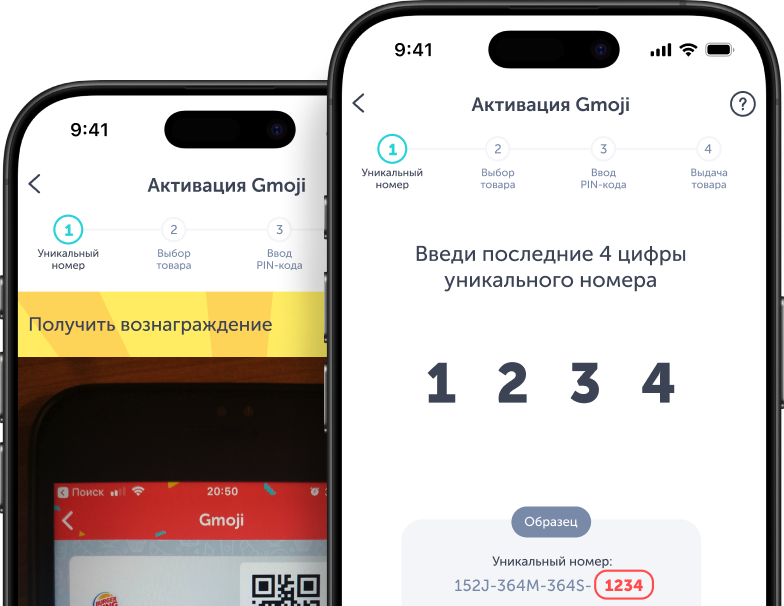 9:41
Активация Gmoji
1
2
3
Уникальный
номер
Выбор
товара
Ввод
PIN-кода
Получить вознаграждение
Поиск
20:50
Gmoji
BURGER
KING
9:41
Активация Gmoji
?
1
2
3
4
Уникальный
номер
Выбор
товара
Ввод
PIN-кода
Выдача
товара
Введи последние 4 цифры
уникального номера
1 2 3 4
Образец
Уникальный номер:
152J-364M-364S-1234